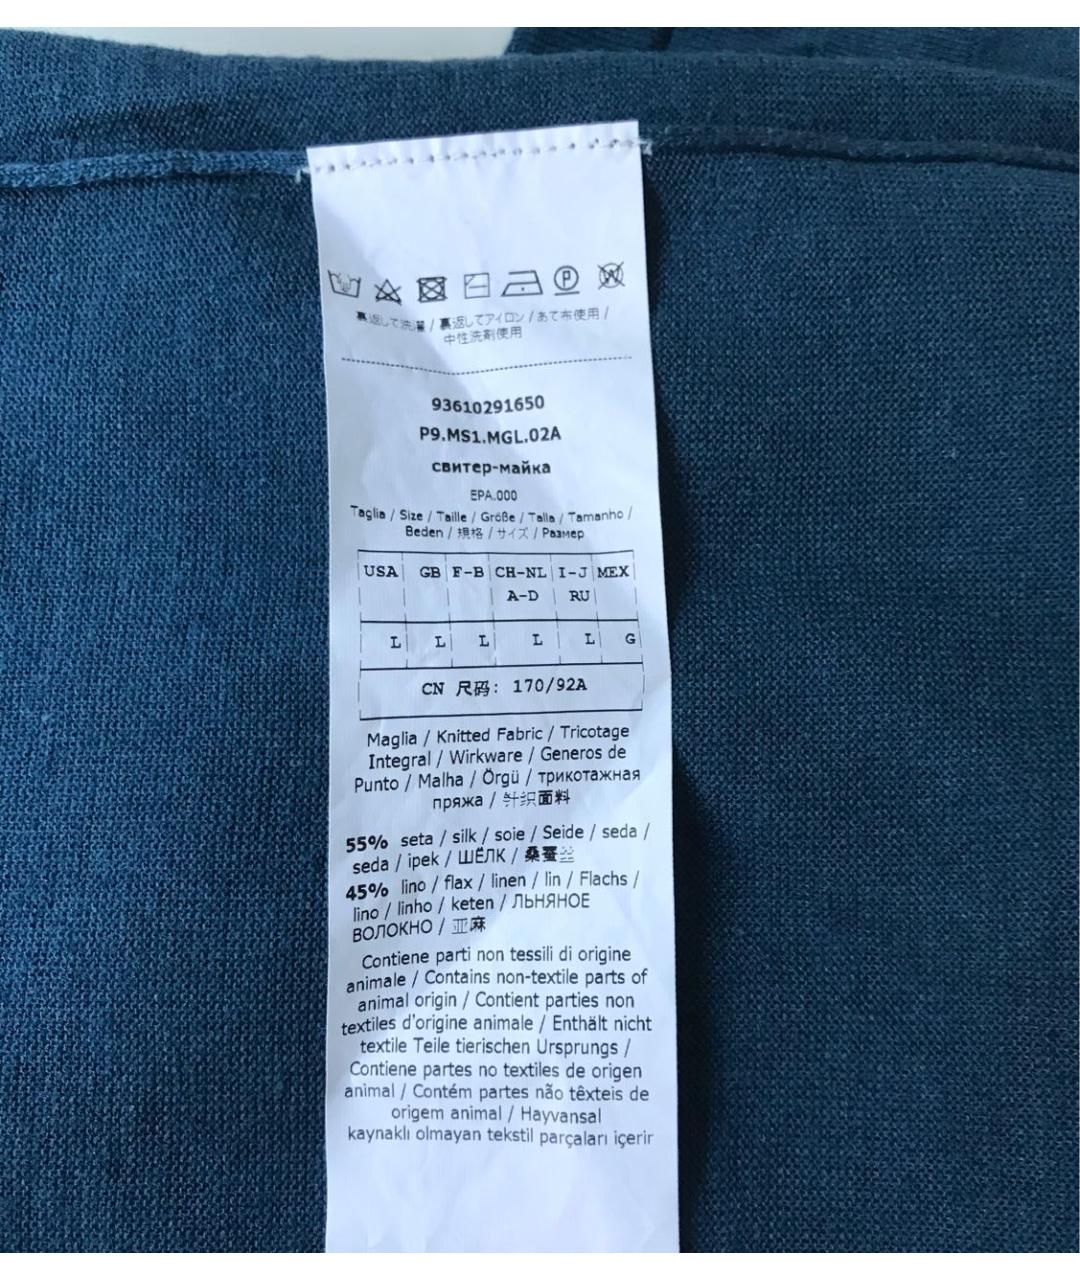 P W
裏返して洗濯 / 裏返してアイロン / あて布使用 /
中性洗剤使用
93610291650
P9.MS1.MGL.02A
свитер-майка
EPA.000
Taglia / Size / Taille / Größe / Talla / Tamanho /
Beden / 規格 / サイズ / Размер
USA GB F-B CH-NL I-J MEX
A-D RU
L L L L L G
CN 尺码: 170/92A
Maglia / Knitted Fabric / Tricotage
Integral / Wirkware / Generos de
Punto / Malha / Örgü / трикотажная
пряжа / 针织面料
55% seta / silk / soie / Seide / seda /
seda / ipek / ШЁЛК / 桑蚕丝
45% lino / flax / linen / lin / Flachs /
lino / linho / keten / ЛЬНЯНОЕ
ВОЛОКНО / 亚麻
Contiene parti non tessili di origine
animale / Contains non-textile parts of
animal origin / Contient parties non
textiles d'origine animale / Enthält nicht
textile Teile tierischen Ursprungs /
Contiene partes no textiles de origen
animal / Contém partes não têxteis de
origem animal / Hayvansal
kaynaklı olmayan tekstil parçaları içerir